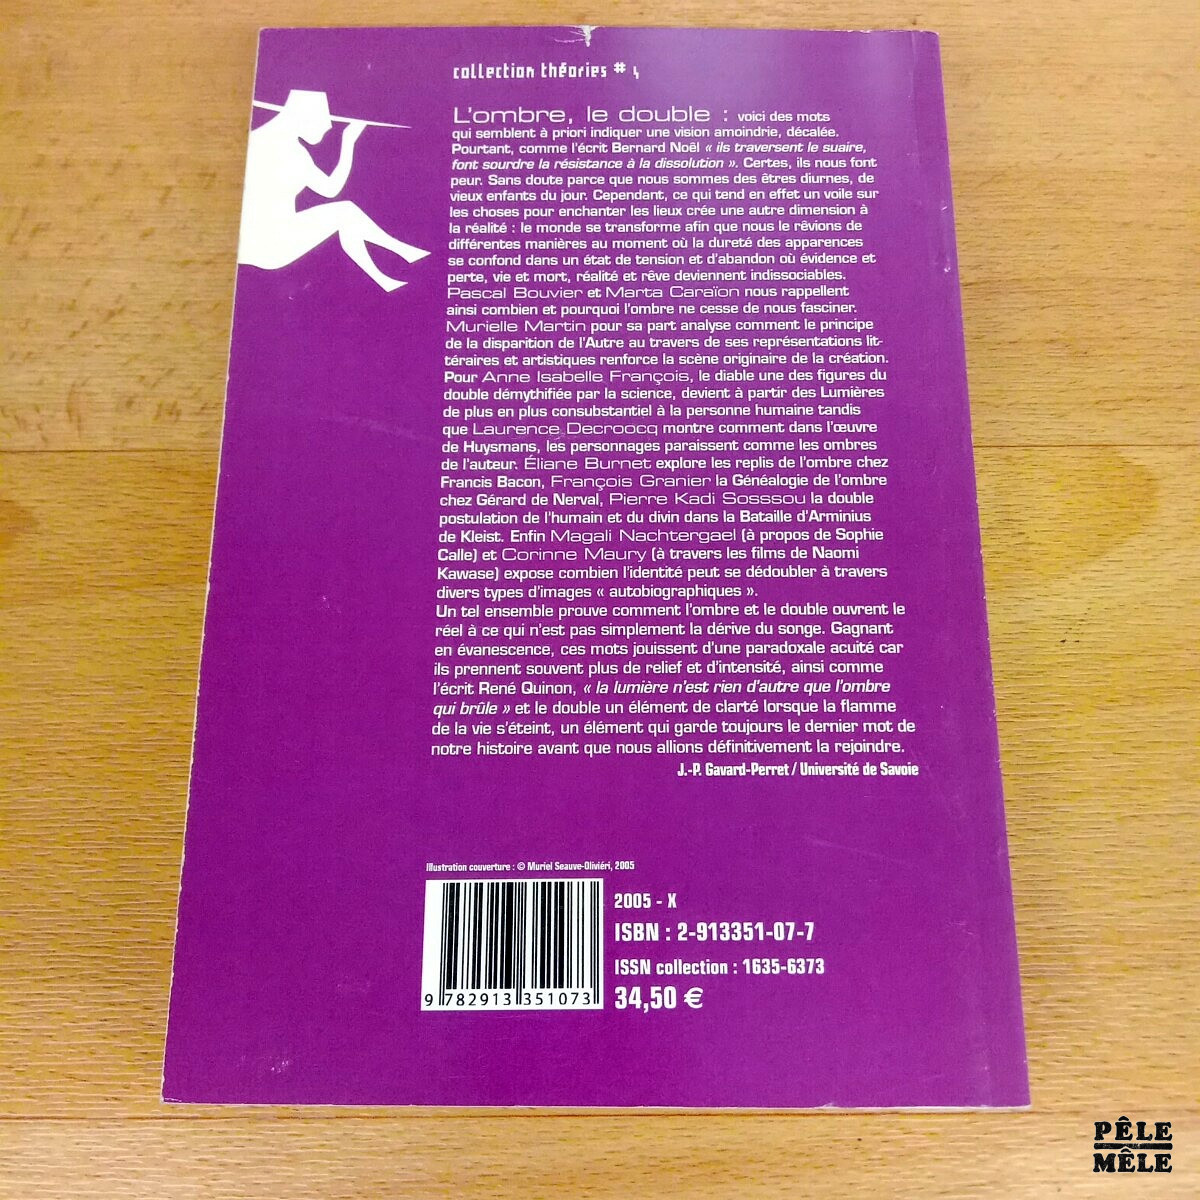 collection théories # 4
L'ombre, le double : voici des mots
qui semblent à priori indiquer une vision amoindrie, décalée.
Pourtant, comme l'écrit Bernard Noël « ils traversent le suaire,
font sourdre la résistance à la dissolution ». Certes, ils nous font
peur. Sans doute parce que nous sommes des êtres diurnes, de
vieux enfants du jour. Cependant, ce qui tend en effet un voile sur
les choses pour enchanter les lieux crée une autre dimension à
la réalité : le monde se transforme afin que nous le rêvions de
différentes manières au moment où la dureté des apparences
se confond dans un état de tension et d'abandon où évidence et
perte, vie et mort, réalité et rêve deviennent indissociables.
Pascal Bouvier et Marta Caraïon nous rappellent
ainsi combien et pourquoi l'ombre ne cesse de nous fasciner.
Murielle Martin pour sa part analyse comment le principe
de la disparition de l'Autre au travers de ses représentations lit-
téraires et artistiques renforce la scène originaire de la création.
Pour Anne Isabelle François, le diable une des figures du
double démythifiée par la science, devient à partir des Lumières
de plus en plus consubstantiel à la personne humaine tandis
que Laurence Decroocq montre comment dans l'œuvre
de Huysmans, les personnages paraissent comme les ombres
de l'auteur. Éliane Burnet explore les replis de l'ombre chez
Francis Bacon, François Granier la Généalogie de l'ombre
chez Gérard de Nerval, Pierre Kadi Sosssou la double
postulation de l'humain et du divin dans la Bataille d'Arminius
de Kleist. Enfin Magali Nachtergael (à propos de Sophie
Calle) et Corinne Maury (à travers les films de Naomi
Kawase) expose combien l'identité peut se dédoubler à travers
divers types d'images « autobiographiques ».
Un tel ensemble prouve comment l'ombre et le double ouvrent le
réel à ce qui n'est pas simplement la dérive du songe. Gagnant
en évanescence, ces mots jouissent d'une paradoxale acuité car
ils prennent souvent plus de relief et d'intensité, ainsi comme
l'écrit René Quinon, « la lumière n'est rien d'autre que l'ombre
qui brûle » et le double un élément de clarté lorsque la flamme
de la vie s'éteint, un élément qui garde toujours le dernier mot de
notre histoire avant que nous allions définitivement la rejoindre.
J.-P. Gavard-Perret / Université de Savoie
Illustration couverture : © Muriel Seauve-Oliviéri, 2005
2005 - X
ISBN : 2-913351-07-7
ISSN collection : 1635-6373
34,50 €
9 782913 351073
PÊLE
MÊLE